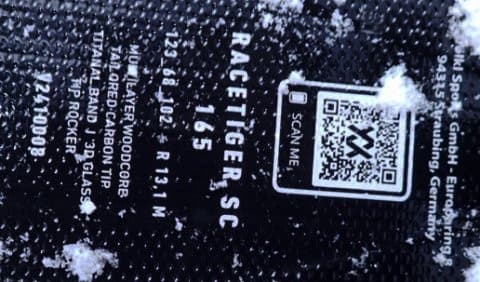 Sports GmbH - Europaring 8
94315 Straubing, Germany
SCAN ME
RACETIGER SC
165
123_68_102 R 13.1 M
MULTILAYER WOODCORE
TAILORED CARBON TIP
TITANAL BAND / 3D GLASS
TIP ROCKER
V2410008